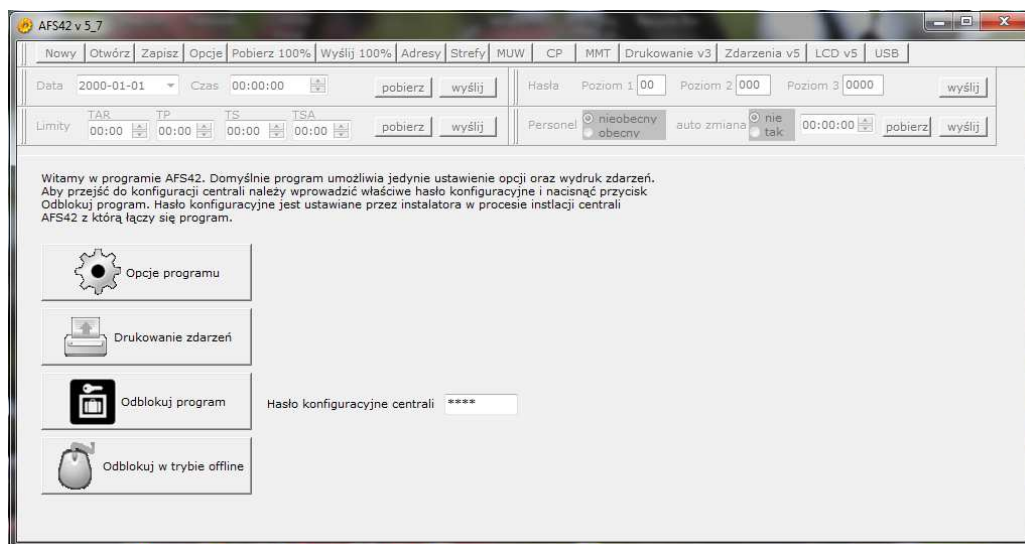 AFS42 v 5_7
Nowy Otwórz Zapisz Opcje Pobierz 100% Wyślij 100% Adresy Strefy MUW CP MMT Drukowanie v3 Zdarzenia v5 LCD v5 USB
Data 2000-01-01 Czas 00:00:00 pobierz wyślij Hasła Poziom 1 00 Poziom 2 000 Poziom 3 0000 wyślij
TAR TP TS TSA
Limity 00:00 00:00 00:00 00:00 pobierz wyślij
Personel nieobecny auto zmiana nie 00:00:00 pobierz wyślij
obecny tak
Witamy w programie AFS42. Domyślnie program umożliwia jedynie ustawienie opcji oraz wydruk zdarzeń.
Aby przejść do konfiguracji centrali należy wprowadzić właściwe hasło konfiguracyjne i nacisnąć przycisk
Odblokuj program. Hasło konfiguracyjne jest ustawiane przez instalatora w procesie instlacji centrali
AFS42 z którą łączy się program.
Opcje programu
Drukowanie zdarzeń
Odblokuj program Hasło konfiguracyjne centrali ****
Odblokuj w trybie offline